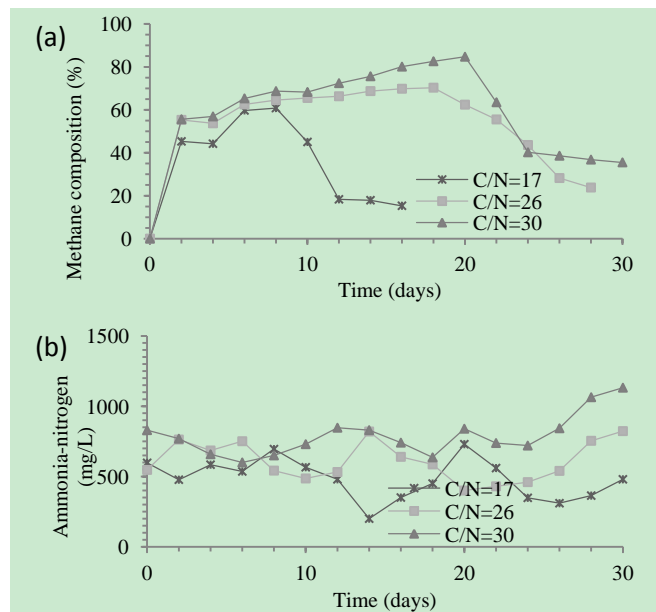 (a)
Methane composition (%)
100
80
60
40
20
0
C/N=17
C/N=26
C/N=30
0
10
20
30
Time (days)
(b)
Ammonia-nitrogen
(mg/L)
1500
1000
500
0
C/N=17
C/N=26
C/N=30
0
10
20
30
Time (days)